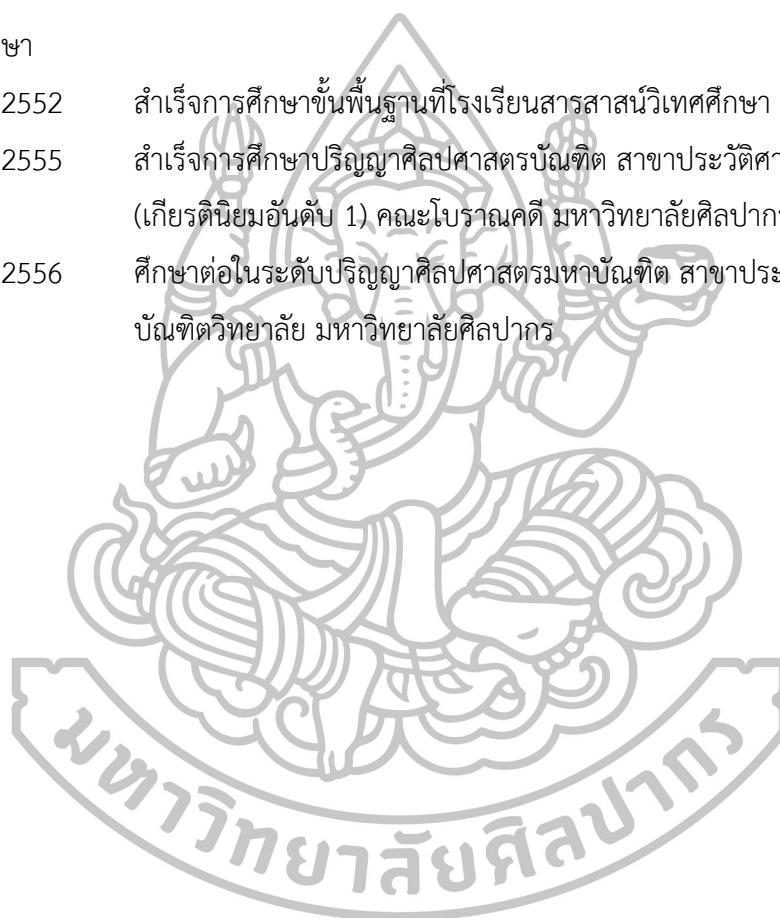 ษา
2552 สำเร็จการศึกษาขั้นพื้นฐานที่โรงเรียนสารสาสน์วิเทศศึกษา
2555 สำเร็จการศึกษาปริญญาศิลปศาสตรบัณฑิต สาขาประวัติศา
(เกียรตินิยมอันดับ 1) คณะโบราณคดี มหาวิทยาลัยศิลปากร
2556 ศึกษาต่อในระดับปริญญาศิลปศาสตรมหาบัณฑิต สาขาประ
บัณฑิตวิทยาลัย มหาวิทยาลัยศิลปากร
มหาวิทยาลัยศิลปากร